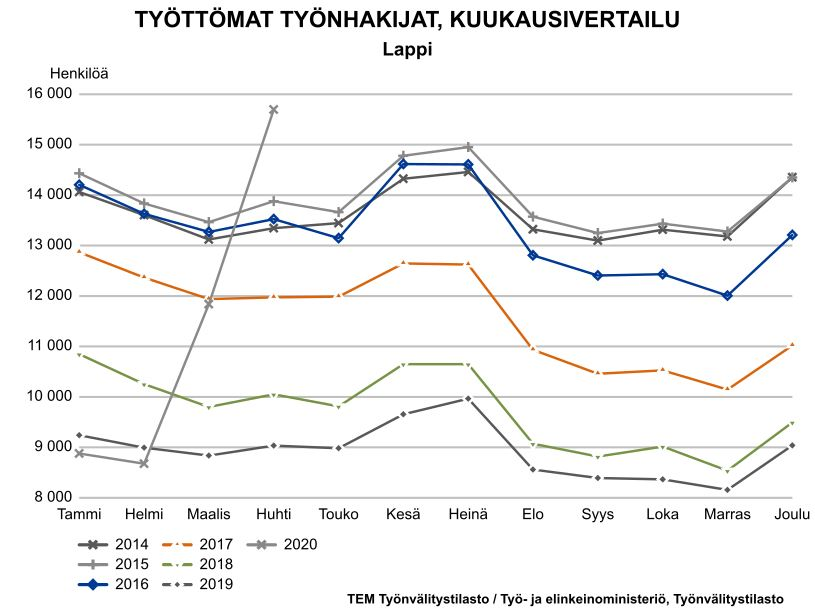 TYÖTTÖMAT TYÖNHAKIJAT, KUUKAUSIVERTAILU
Lappi
Henkilöä
16 000
15 000
14 000
13 000
12 000
11 000
10 000
9 000
8 000
Tammi Helmi Maalis Huhti Touko Kesä Heinä Elo Syys Loka Marras Joulu
2014 2017 2020
2015 2018
2016 2019
TEM Työnvälitystilasto / Työ- ja elinkeinoministeriö, Työnvälitystilasto